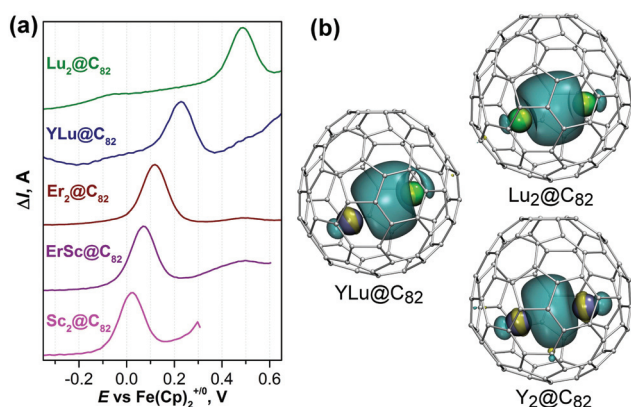 (a)
Lu₂@C₈₂
YLu@C₈₂
Er₂@C₈₂
ErSc@C₈₂
Sc₂@C₈₂
ΔI, A
-0.2 0.0 0.2 0.4 0.6
E vs Fe(Cp)₂⁺ᐟ⁰, V
(b)
YLu@C₈₂
Lu₂@C₈₂
Y₂@C₈₂